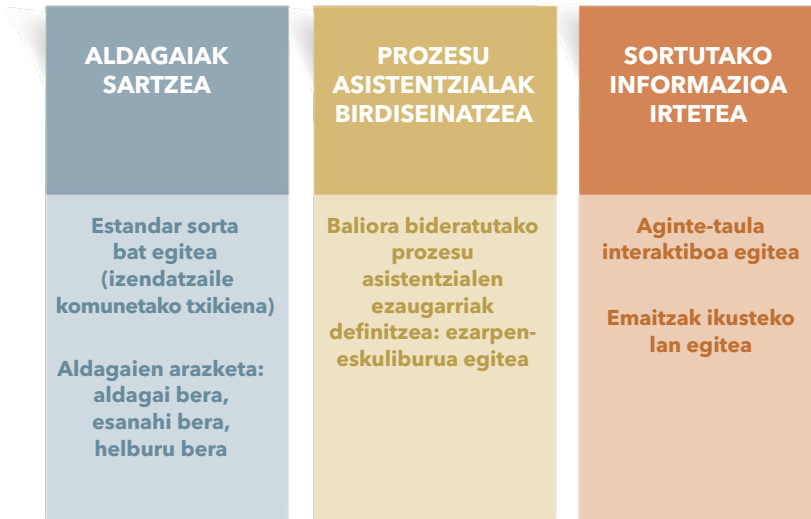 ALDAGAIAK
SARTZEA
Estandar sorta
bat egitea
(izendatzaile
komunetako txikiena)
Aldagaien arazketa:
aldagai bera,
esanahi bera,
helburu bera
PROZESU
ASISTENTZIALAK
BIRDISEINATZEA
Baliora bideratutako
prozesu
asistentzialen
ezaugarriak
definitzea: ezarpen-
eskuliburua egitea
SORTUTAKO
INFORMAZIOA
IRTETEA
Aginte-taula
interaktiboa egitea
Emaitzak ikusteko
lan egitea